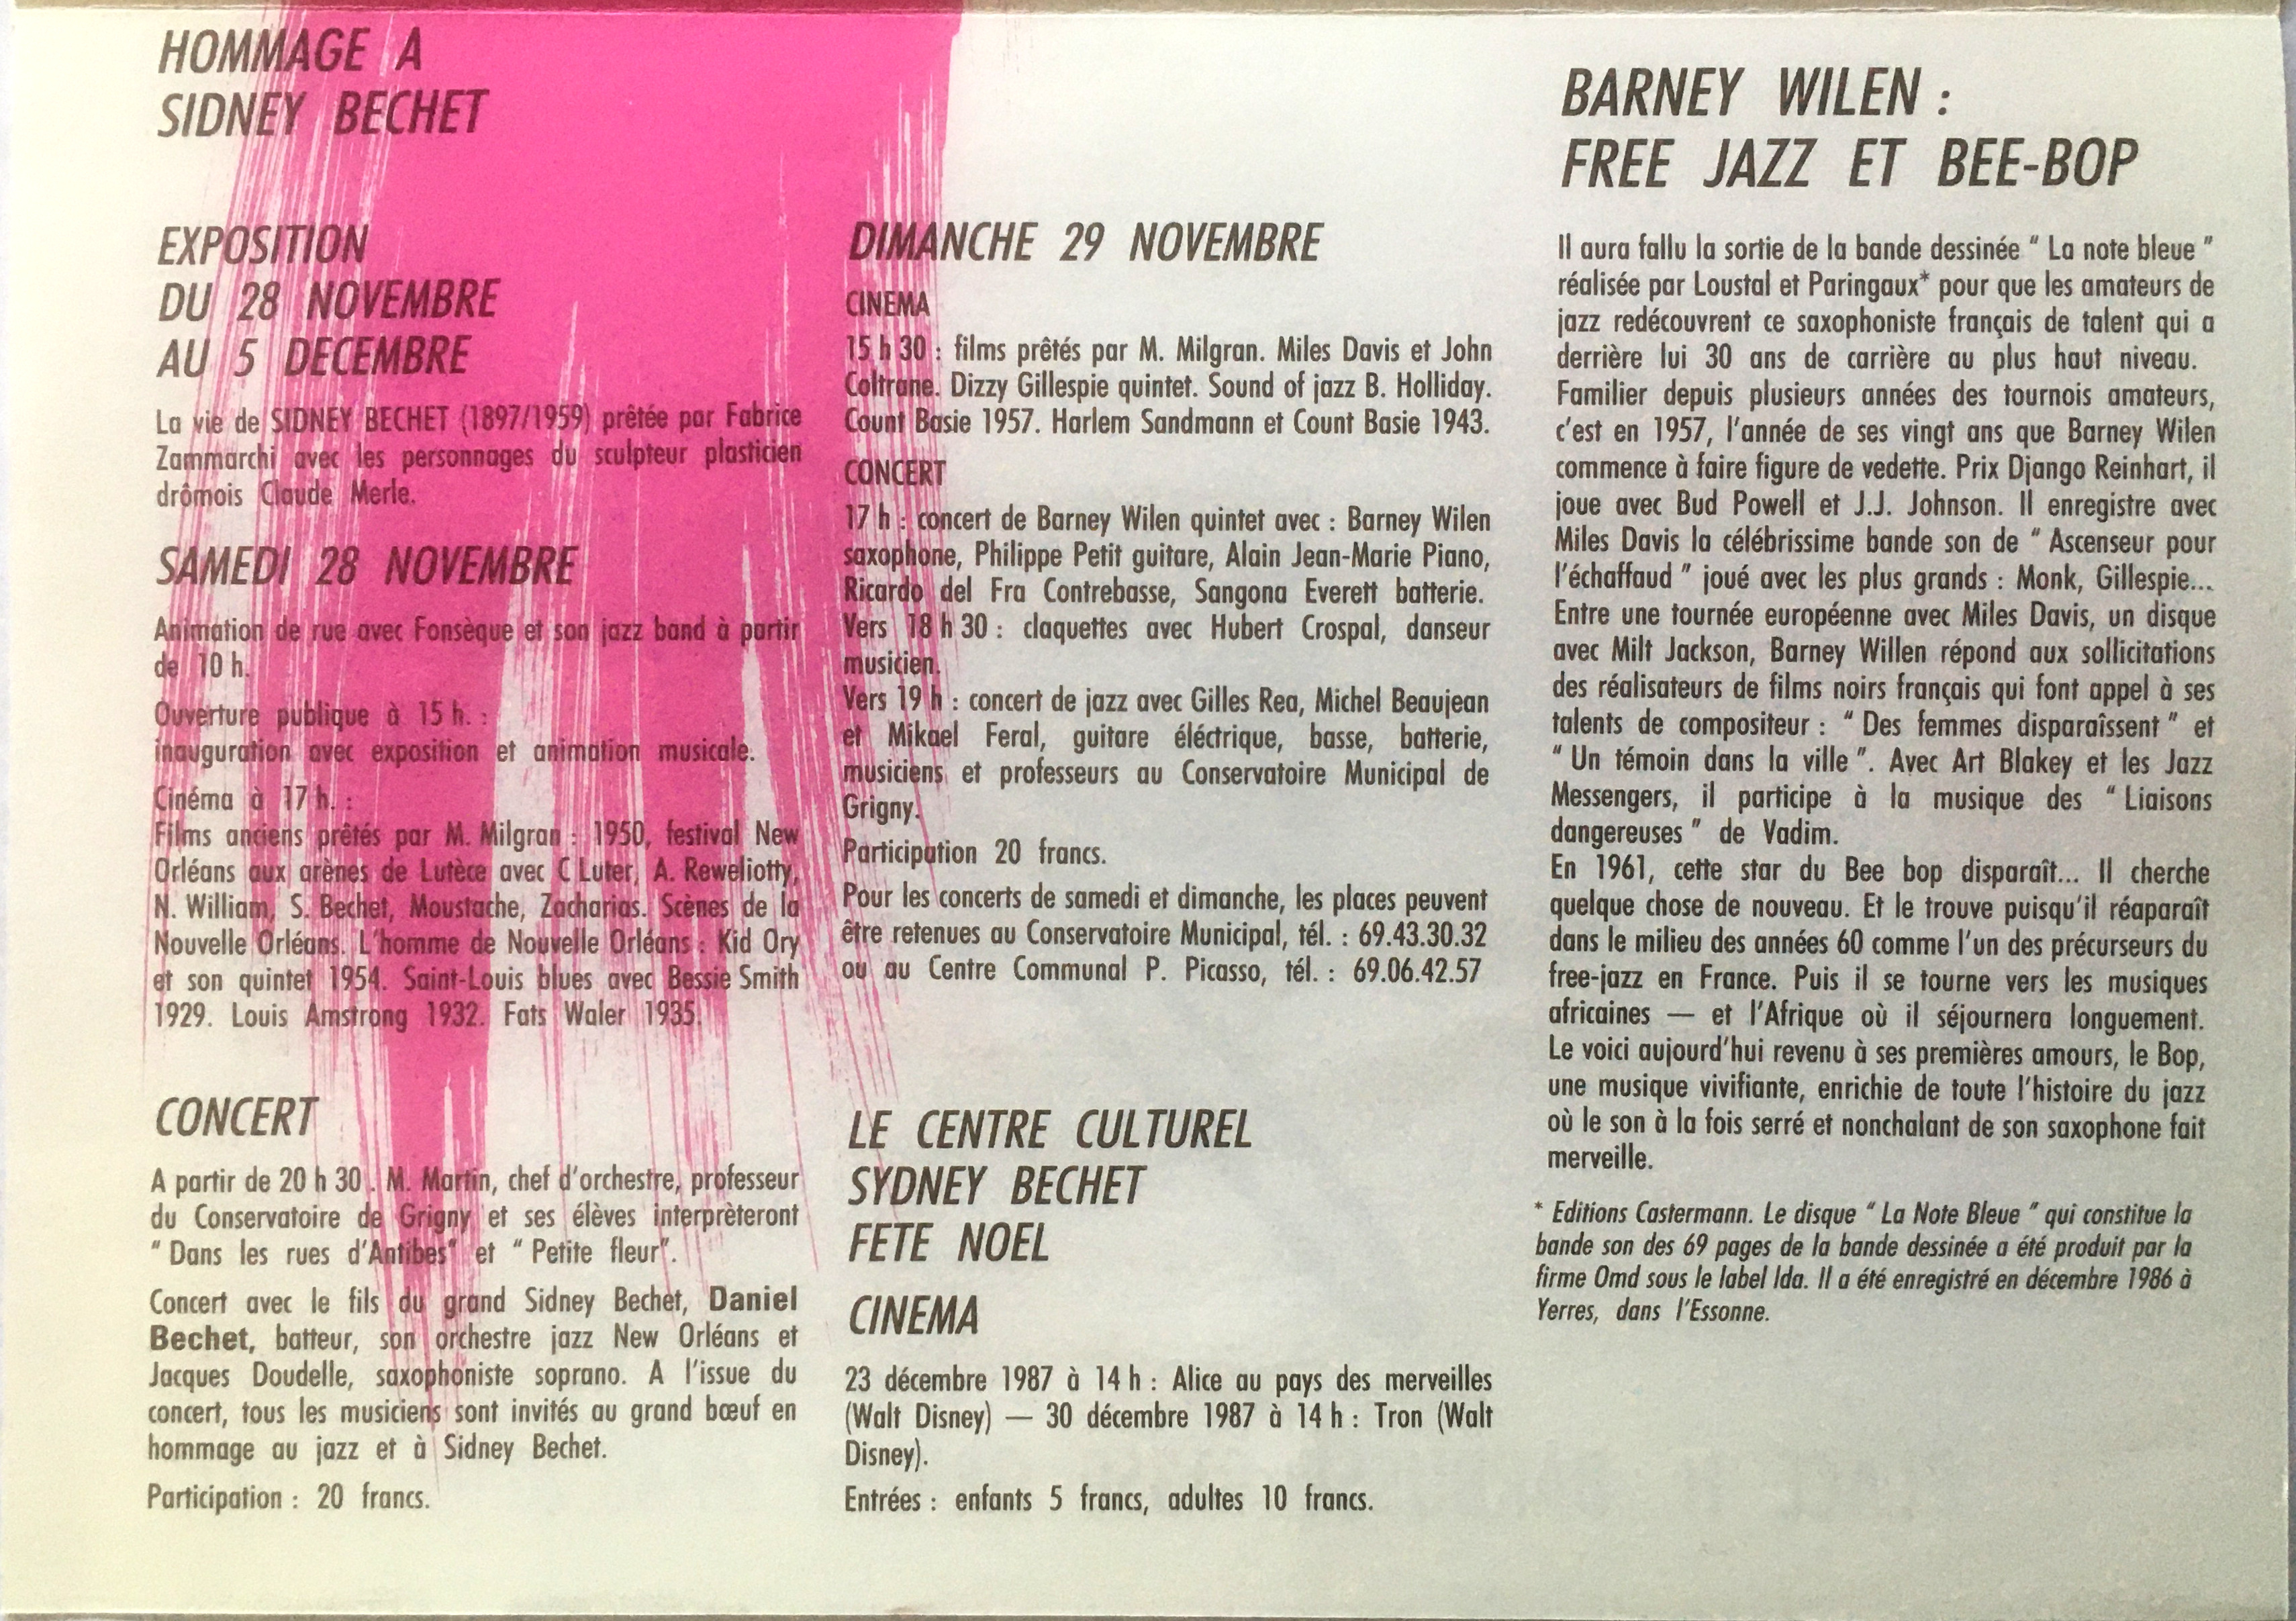 HOMMAGE A
SIDNEY BECHET
EXPOSITION
DU 28 NOVEMBRE
AU 5 DECEMBRE
La vie de SIDNEY BECHET (1897/1959) prêtée par Fabrice
Zammarchi avec les personnages du sculpteur plasticien
drômois Claude Merle.
SAMEDI 28 NOVEMBRE
Animation de rue avec Fonsèque et son jazz band à partir
de 10 h.
Ouverture publique à 15 h. :
inauguration avec exposition et animation musicale.
Cinéma à 17 h. :
Films anciens prêtés par M. Milgran : 1950, festival New
Orléans aux arènes de Lutèce avec C Luter, A. Reweliotty,
N. William, S. Bechet, Moustache, Zacharias. Scènes de la
Nouvelle Orléans. L'homme de Nouvelle Orléans : Kid Ory
et son quintet 1954. Saint-Louis blues avec Bessie Smith
1929. Louis Amstrong 1932. Fats Waler 1935.
CONCERT
A partir de 20 h 30 . M. Martin, chef d'orchestre, professeur
du Conservatoire de Grigny et ses élèves interprèteront
" Dans les rues d'Antibes" et " Petite fleur".
Concert avec le fils du grand Sidney Bechet, Daniel
Bechet, batteur, son orchestre jazz New Orléans et
Jacques Doudelle, saxophoniste soprano. A l'issue du
concert, tous les musiciens sont invités au grand bœuf en
hommage au jazz et à Sidney Bechet.
Participation : 20 francs.
DIMANCHE 29 NOVEMBRE
CINEMA
15 h 30 : films prêtés par M. Milgran. Miles Davis et John
Coltrane. Dizzy Gillespie quintet. Sound of jazz B. Holliday.
Count Basie 1957. Harlem Sandmann et Count Basie 1943.
CONCERT
17 h : concert de Barney Wilen quintet avec : Barney Wilen
saxophone, Philippe Petit guitare, Alain Jean-Marie Piano,
Ricardo del Fra Contrebasse, Sangona Everett batterie.
Vers 18 h 30 : claquettes avec Hubert Crospal, danseur
musicien.
Vers 19 h : concert de jazz avec Gilles Rea, Michel Beaujean
et Mikael Feral, guitare éléctrique, basse, batterie,
musiciens et professeurs au Conservatoire Municipal de
Grigny.
Participation 20 francs.
Pour les concerts de samedi et dimanche, les places peuvent
être retenues au Conservatoire Municipal, tél. : 69.43.30.32
ou au Centre Communal P. Picasso, tél. : 69.06.42.57
LE CENTRE CULTUREL
SYDNEY BECHET
FETE NOEL
CINEMA
23 décembre 1987 à 14 h : Alice au pays des merveilles
(Walt Disney) — 30 décembre 1987 à 14 h : Tron (Walt
Disney).
Entrées : enfants 5 francs, adultes 10 francs.
BARNEY WILEN :
FREE JAZZ ET BEE-BOP
Il aura fallu la sortie de la bande dessinée " La note bleue "
réalisée par Loustal et Paringaux* pour que les amateurs de
jazz redécouvrent ce saxophoniste français de talent qui a
derrière lui 30 ans de carrière au plus haut niveau.
Familier depuis plusieurs années des tournois amateurs,
c'est en 1957, l'année de ses vingt ans que Barney Wilen
commence à faire figure de vedette. Prix Django Reinhart, il
joue avec Bud Powell et J.J. Johnson. Il enregistre avec
Miles Davis la célébrissime bande son de " Ascenseur pour
l'échaffaud " joué avec les plus grands : Monk, Gillespie...
Entre une tournée européenne avec Miles Davis, un disque
avec Milt Jackson, Barney Willen répond aux sollicitations
des réalisateurs de films noirs français qui font appel à ses
talents de compositeur : " Des femmes disparaîssent " et
" Un témoin dans la ville ". Avec Art Blakey et les Jazz
Messengers, il participe à la musique des " Liaisons
dangereuses " de Vadim.
En 1961, cette star du Bee bop disparaît... Il cherche
quelque chose de nouveau. Et le trouve puisqu'il réaparaît
dans le milieu des années 60 comme l'un des précurseurs du
free-jazz en France. Puis il se tourne vers les musiques
africaines — et l'Afrique où il séjournera longuement.
Le voici aujourd'hui revenu à ses premières amours, le Bop,
une musique vivifiante, enrichie de toute l'histoire du jazz
où le son à la fois serré et nonchalant de son saxophone fait
merveille.
* Editions Castermann. Le disque " La Note Bleue " qui constitue la
bande son des 69 pages de la bande dessinée a été produit par la
firme Omd sous le label Ida. Il a été enregistré en décembre 1986 à
Yerres, dans l'Essonne.